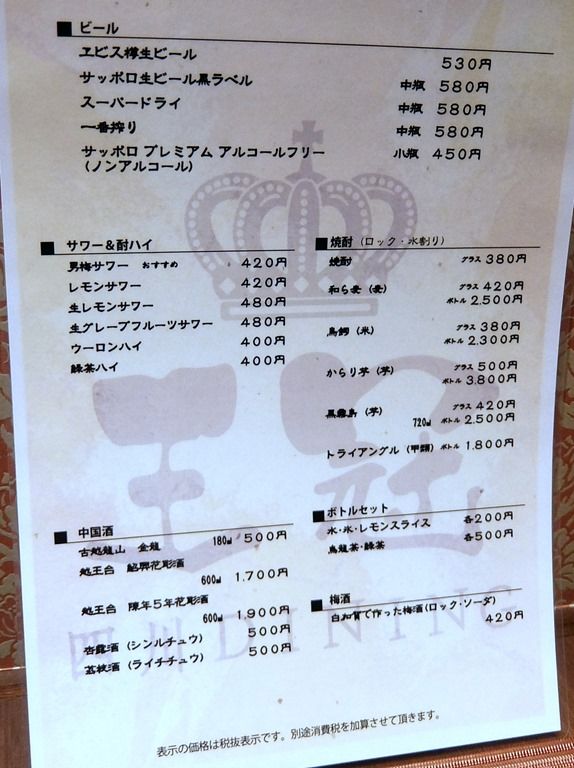 ■ ビール
ヱビス樽生ビール 530円
サッポロ生ビール黒ラベル 中瓶 580円
スーパードライ 中瓶 580円
一番搾り 中瓶 580円
サッポロ プレミアム アルコールフリー 小瓶 450円
(ノンアルコール)
■ サワー&酎ハイ
男梅サワー おすすめ 420円
レモンサワー 420円
生レモンサワー 480円
生グレープフルーツサワー 480円
ウーロンハイ 400円
緑茶ハイ 400円
■ 焼酎 (ロック・水割り)
焼酎 グラス 380円
和ら麦 (麦) グラス 420円
ボトル 2.500円
鳥飼 (米) グラス 380円
ボトル 2.300円
からり芋 (芋) グラス 500円
ボトル 3.800円
黒霧島 (芋) グラス 420円
720ml ボトル 2.500円
トライアングル (甲類) ボトル 1.800円
■ 中国酒
古越龍山 金龍 180ml 500円
越王台 紹興花彫酒
600ml 1.700円
越王台 陳年5年花彫酒
600ml 1.900円
杏露酒 (シンルチュウ) 500円
茘枝酒 (ライチチュウ) 500円
■ ボトルセット
水・氷・レモンスライス 各200円
烏龍茶・緑茶 各500円
■ 梅酒
白加賀で作った梅酒(ロック・ソーダ)
420円
王冠
四川DINING
表示の価格は税抜表示です。別途消費税を加算させて頂きます。